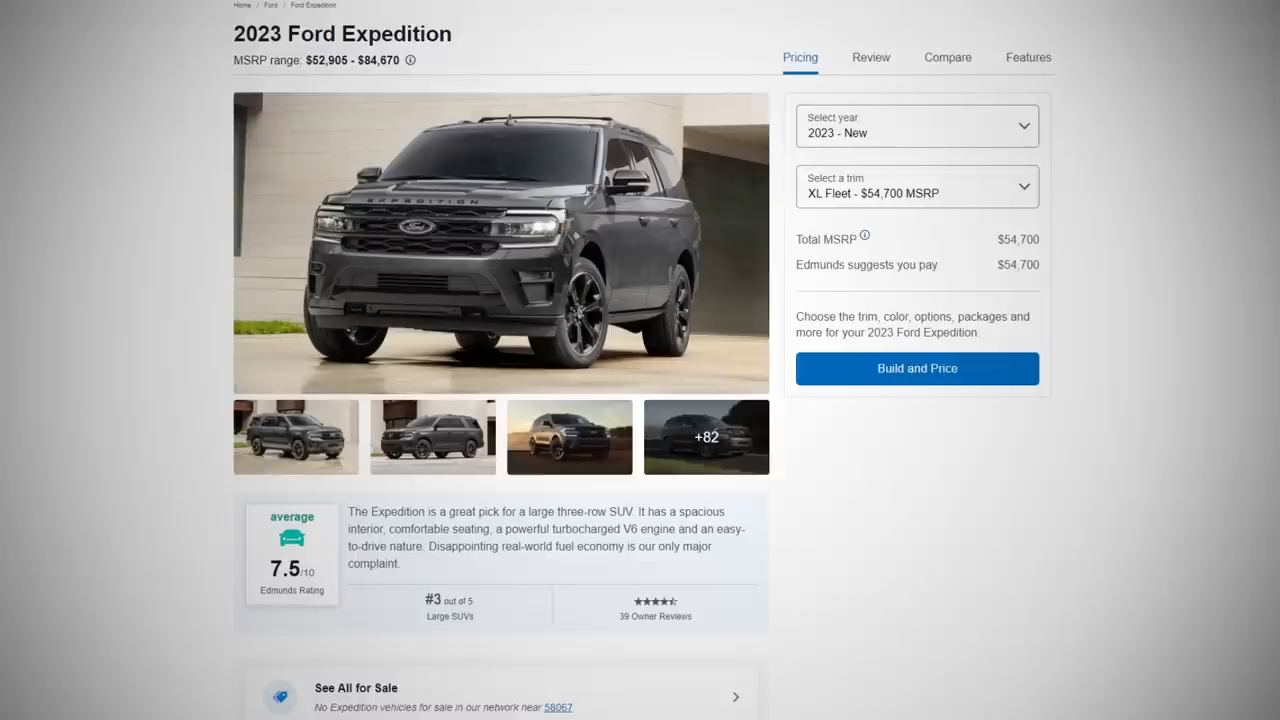 Home / Ford / Ford Expedition
2023 Ford Expedition
MSRP range: $52,905 - $84,670
Pricing Review Compare Features
EXPEDITION
Ford
+82
Select year
2023 - New
Select a trim
XL Fleet - $54,700 MSRP
Total MSRP $54,700
Edmunds suggests you pay $54,700
Choose the trim, color, options, packages and
more for your 2023 Ford Expedition.
Build and Price
average
7.5/10
Edmunds Rating
The Expedition is a great pick for a large three-row SUV. It has a spacious
interior, comfortable seating, a powerful turbocharged V6 engine and an easy-
to-drive nature. Disappointing real-world fuel economy is our only major
complaint.
#3 out of 5
Large SUVs
39 Owner Reviews
See All for Sale
No Expedition vehicles for sale in our network near 58067